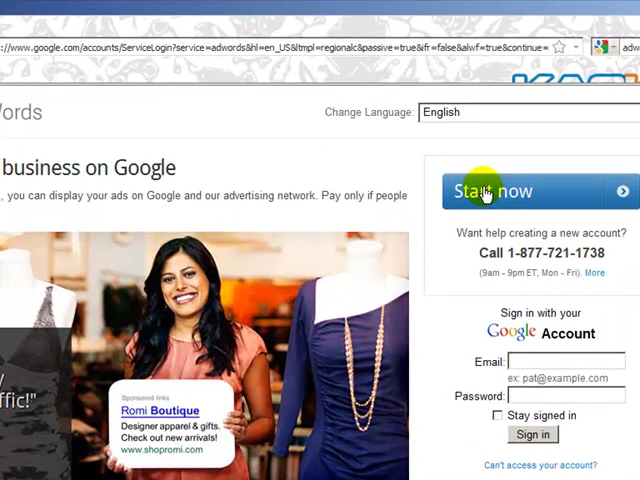 ://www.google.com/accounts/ServiceLogin?service=adwords&hl=en_US&ltmpl=regionalc&passive=true&ifr=false&alwf=true&continue=
adw
Words
Change Language: English
business on Google
, you can display your ads on Google and our advertising network. Pay only if people
Start now
Want help creating a new account?
Call 1-877-721-1738
(9am - 9pm ET, Mon - Fri). More
Sponsored links
Romi Boutique
Designer apparel & gifts.
Check out new arrivals!
www.shopromi.com
ffic!"
Sign in with your
Google Account
Email:
ex: pat@example.com
Password:
Stay signed in
Sign in
Can't access your account?